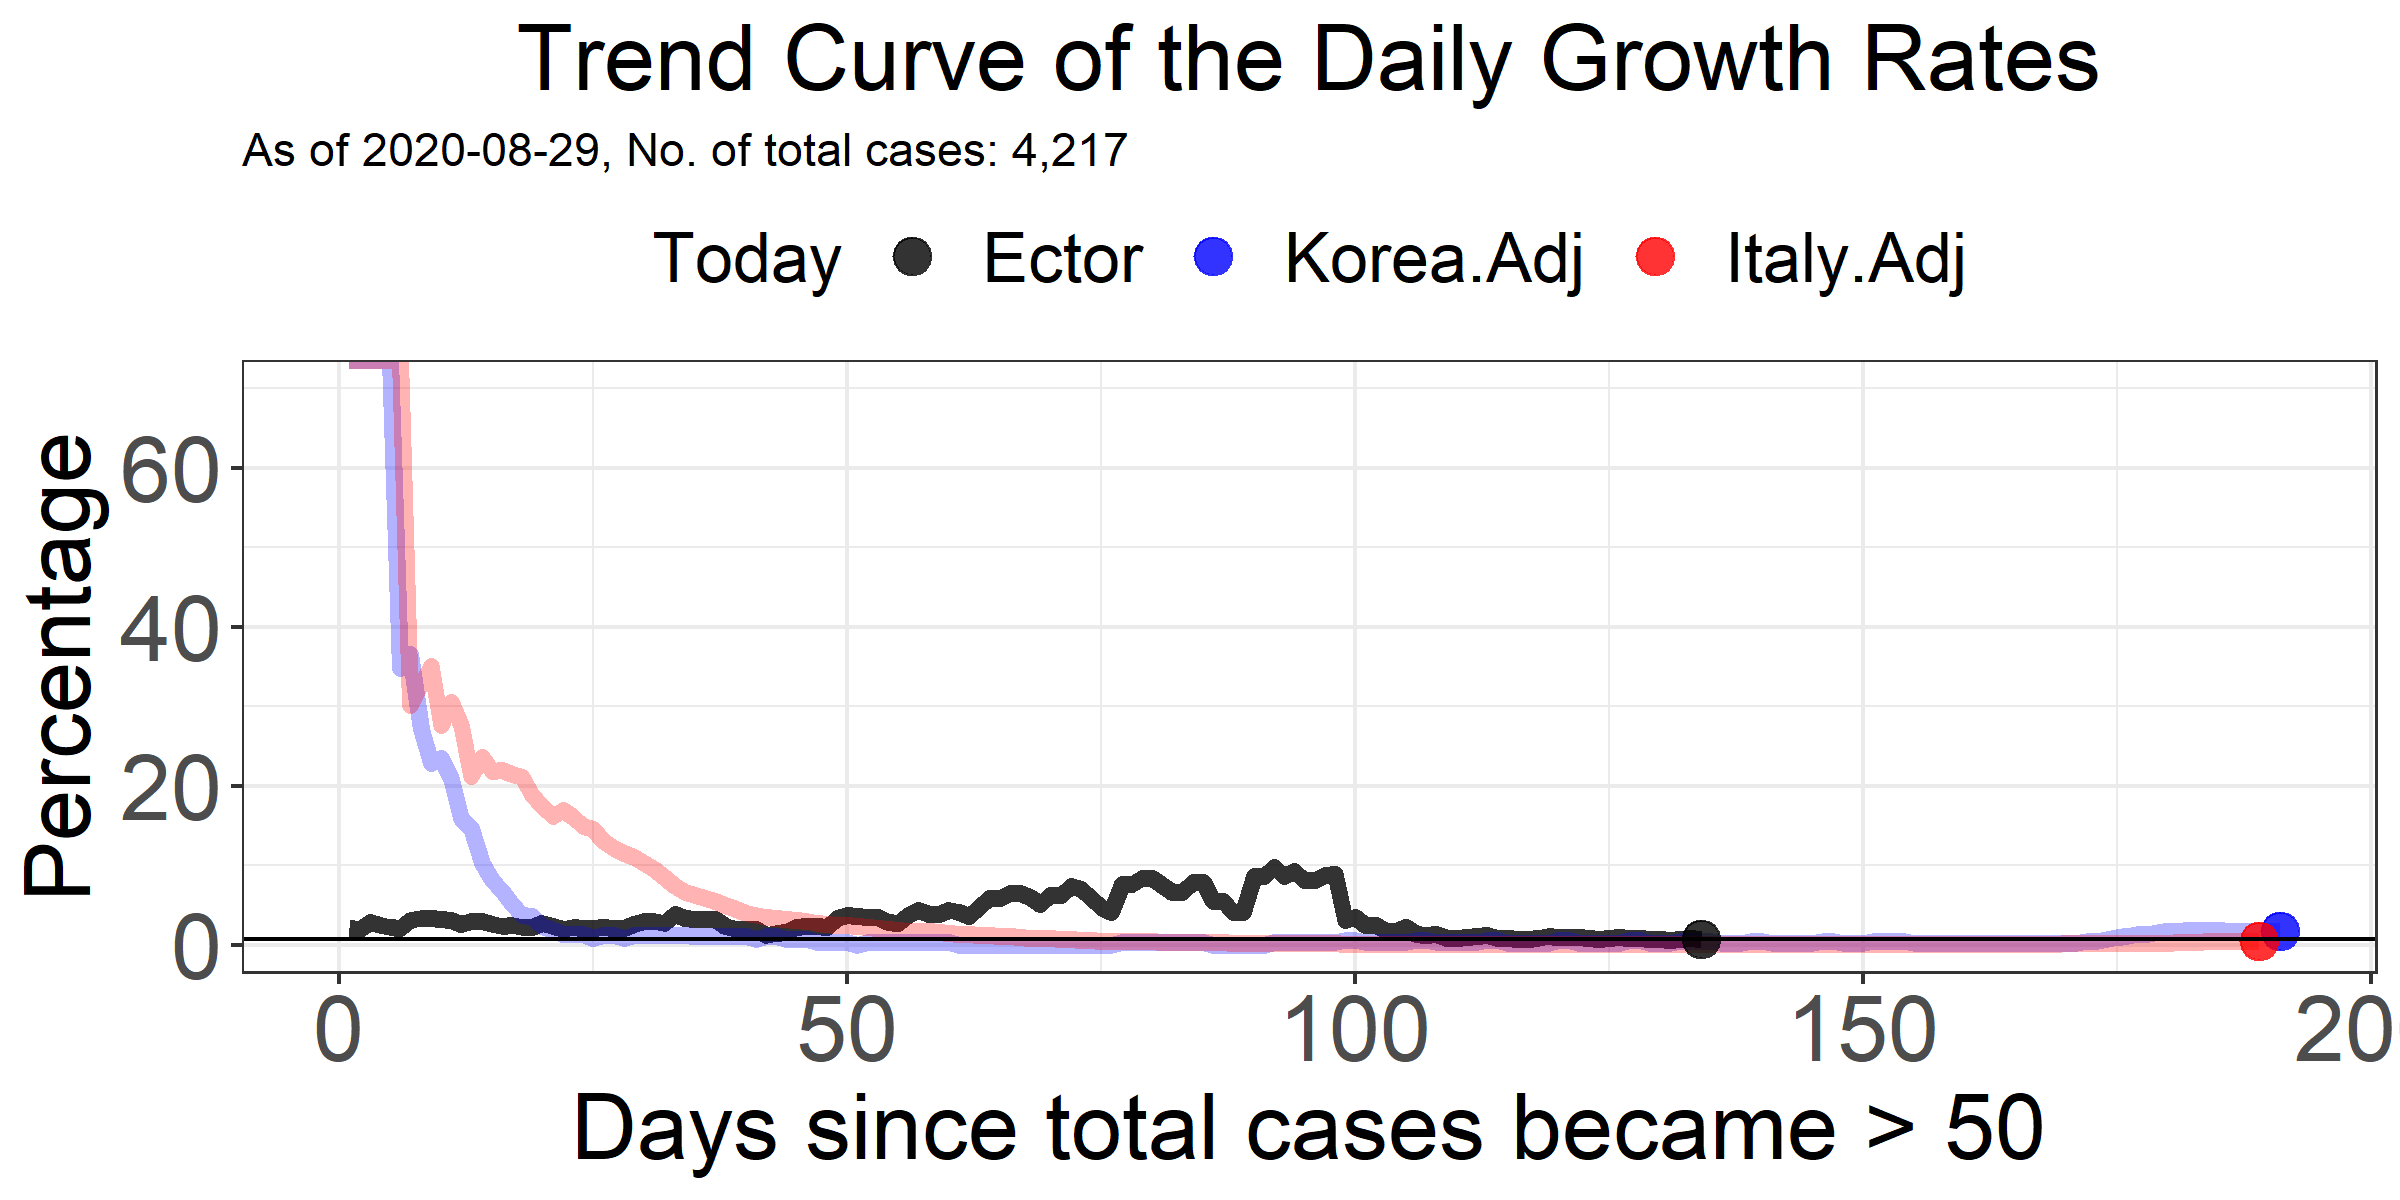 Trend Curve of the Daily Growth Rates
As of 2020-08-29, No. of total cases: 4,217
Today Ector Korea.Adj Italy.Adj
Percentage
60
40
20
0
0 50 100 150 20
Days since total cases became > 50